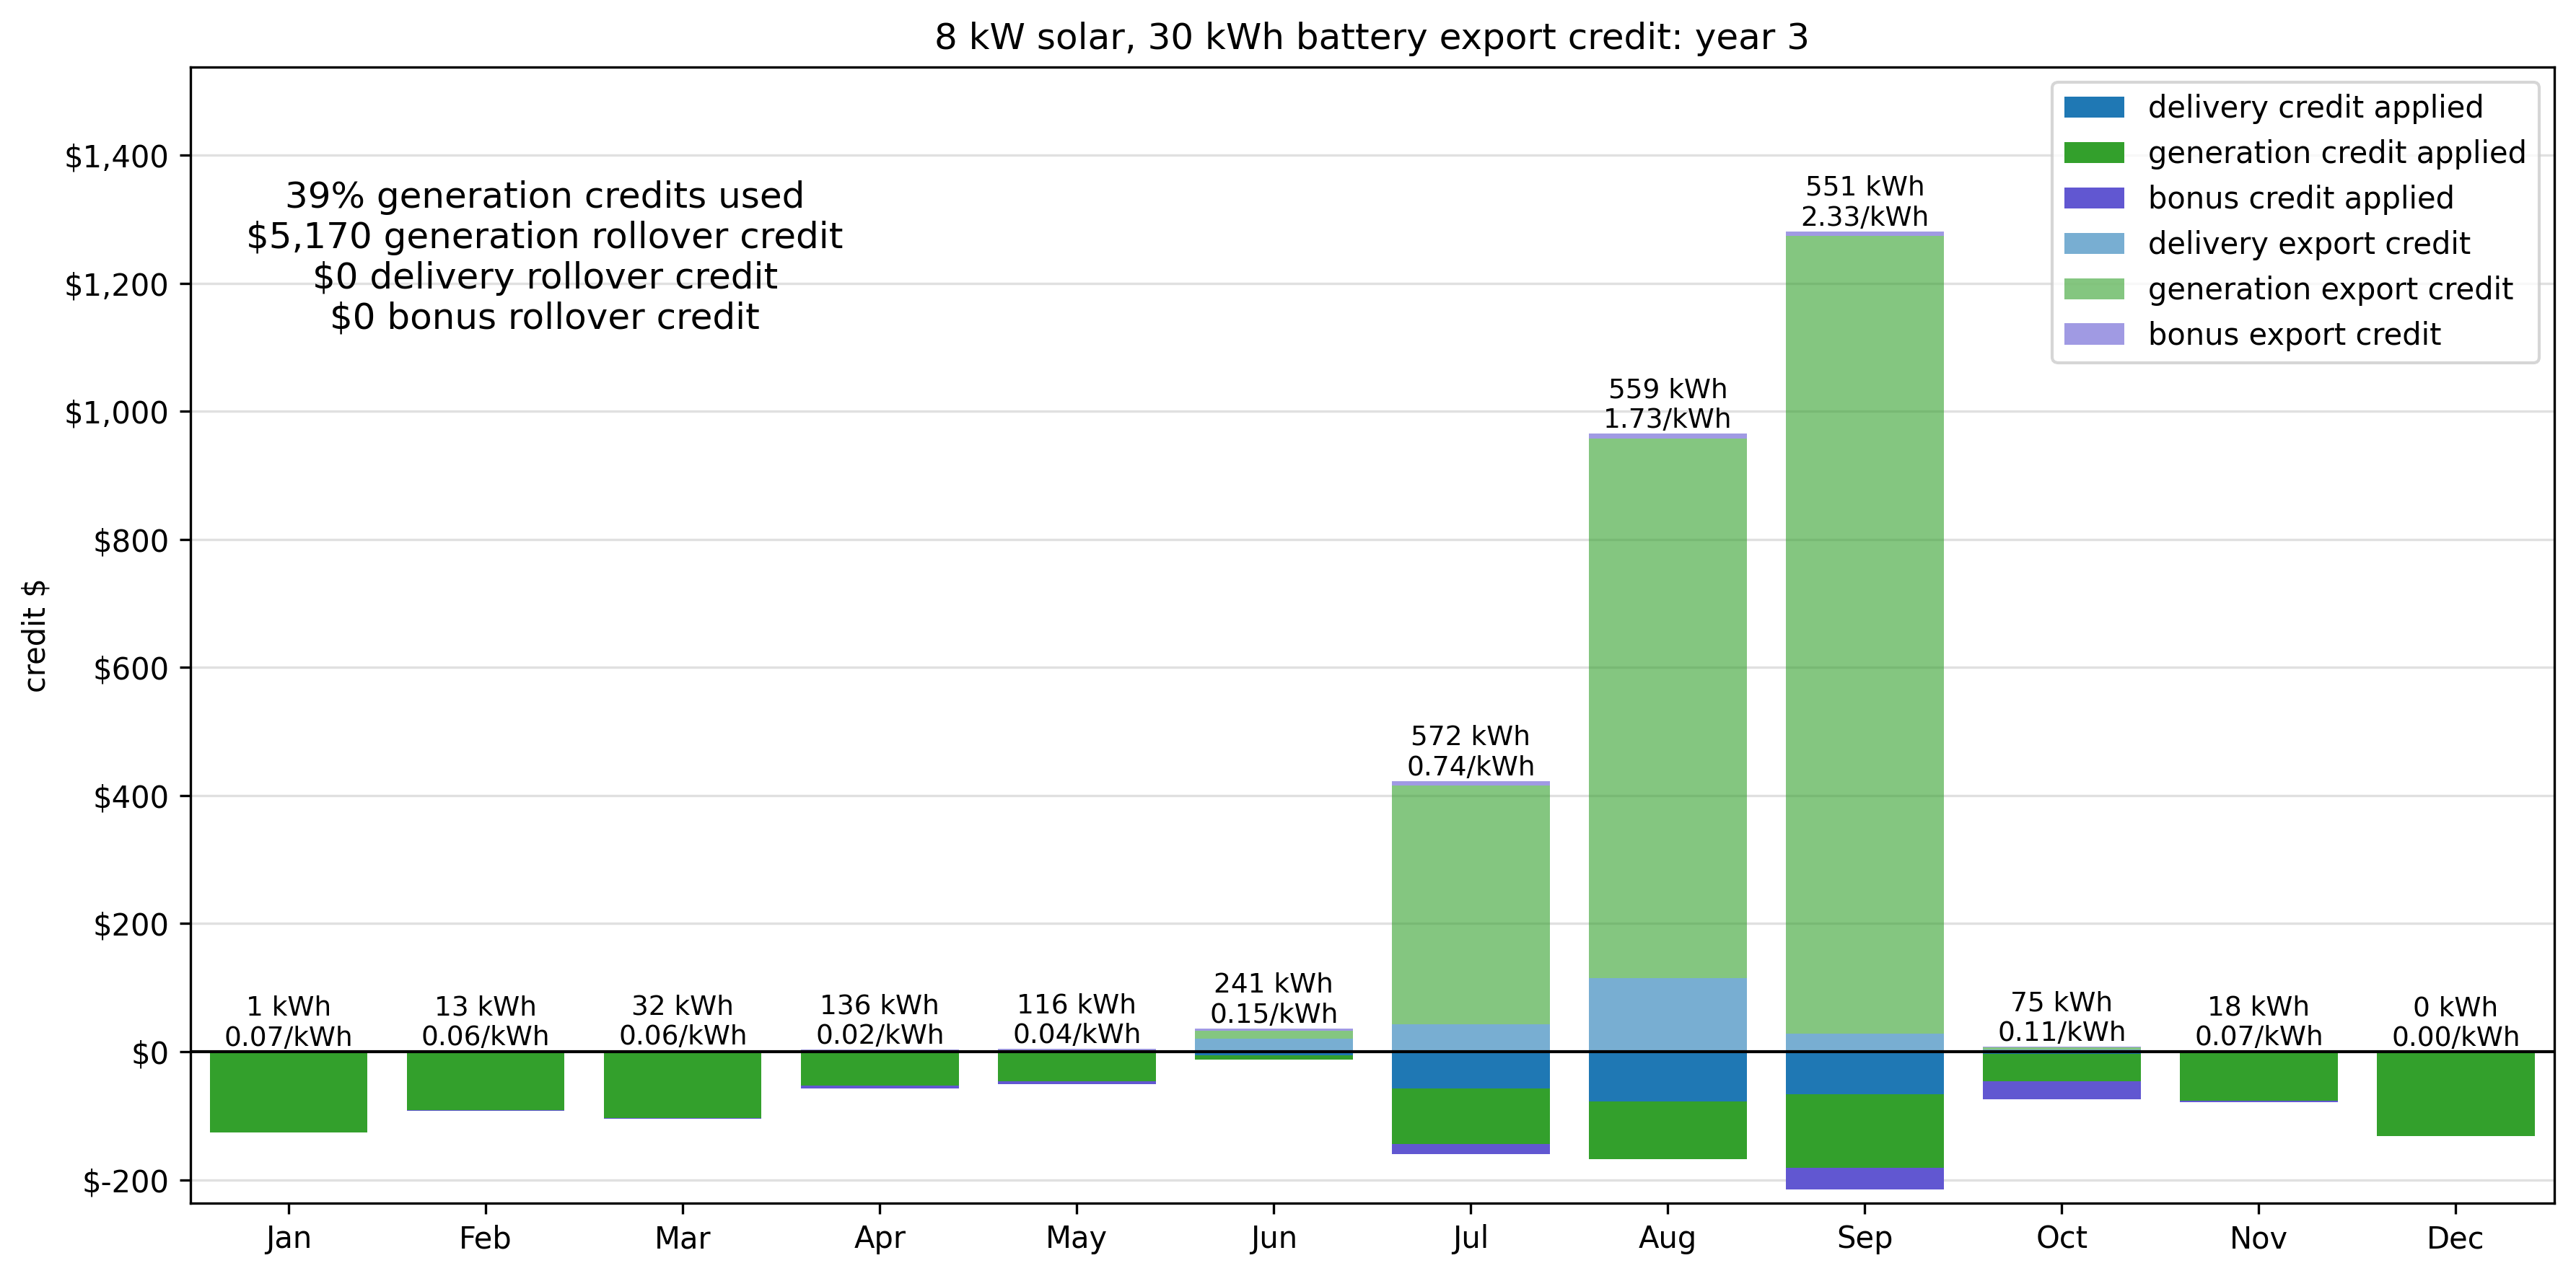 8 kW solar, 30 kWh battery export credit: year 3
delivery credit applied
generation credit applied
bonus credit applied
delivery export credit
generation export credit
bonus export credit
39% generation credits used
$5,170 generation rollover credit
$0 delivery rollover credit
$0 bonus rollover credit
credit $
$1,400
$1,200
$1,000
$800
$600
$400
$200
$0
$-200
1 kWh
0.07/kWh
13 kWh
0.06/kWh
32 kWh
0.06/kWh
136 kWh
0.02/kWh
116 kWh
0.04/kWh
241 kWh
0.15/kWh
572 kWh
0.74/kWh
559 kWh
1.73/kWh
551 kWh
2.33/kWh
75 kWh
0.11/kWh
18 kWh
0.07/kWh
0 kWh
0.00/kWh
Jan Feb Mar Apr May Jun Jul Aug Sep Oct Nov Dec